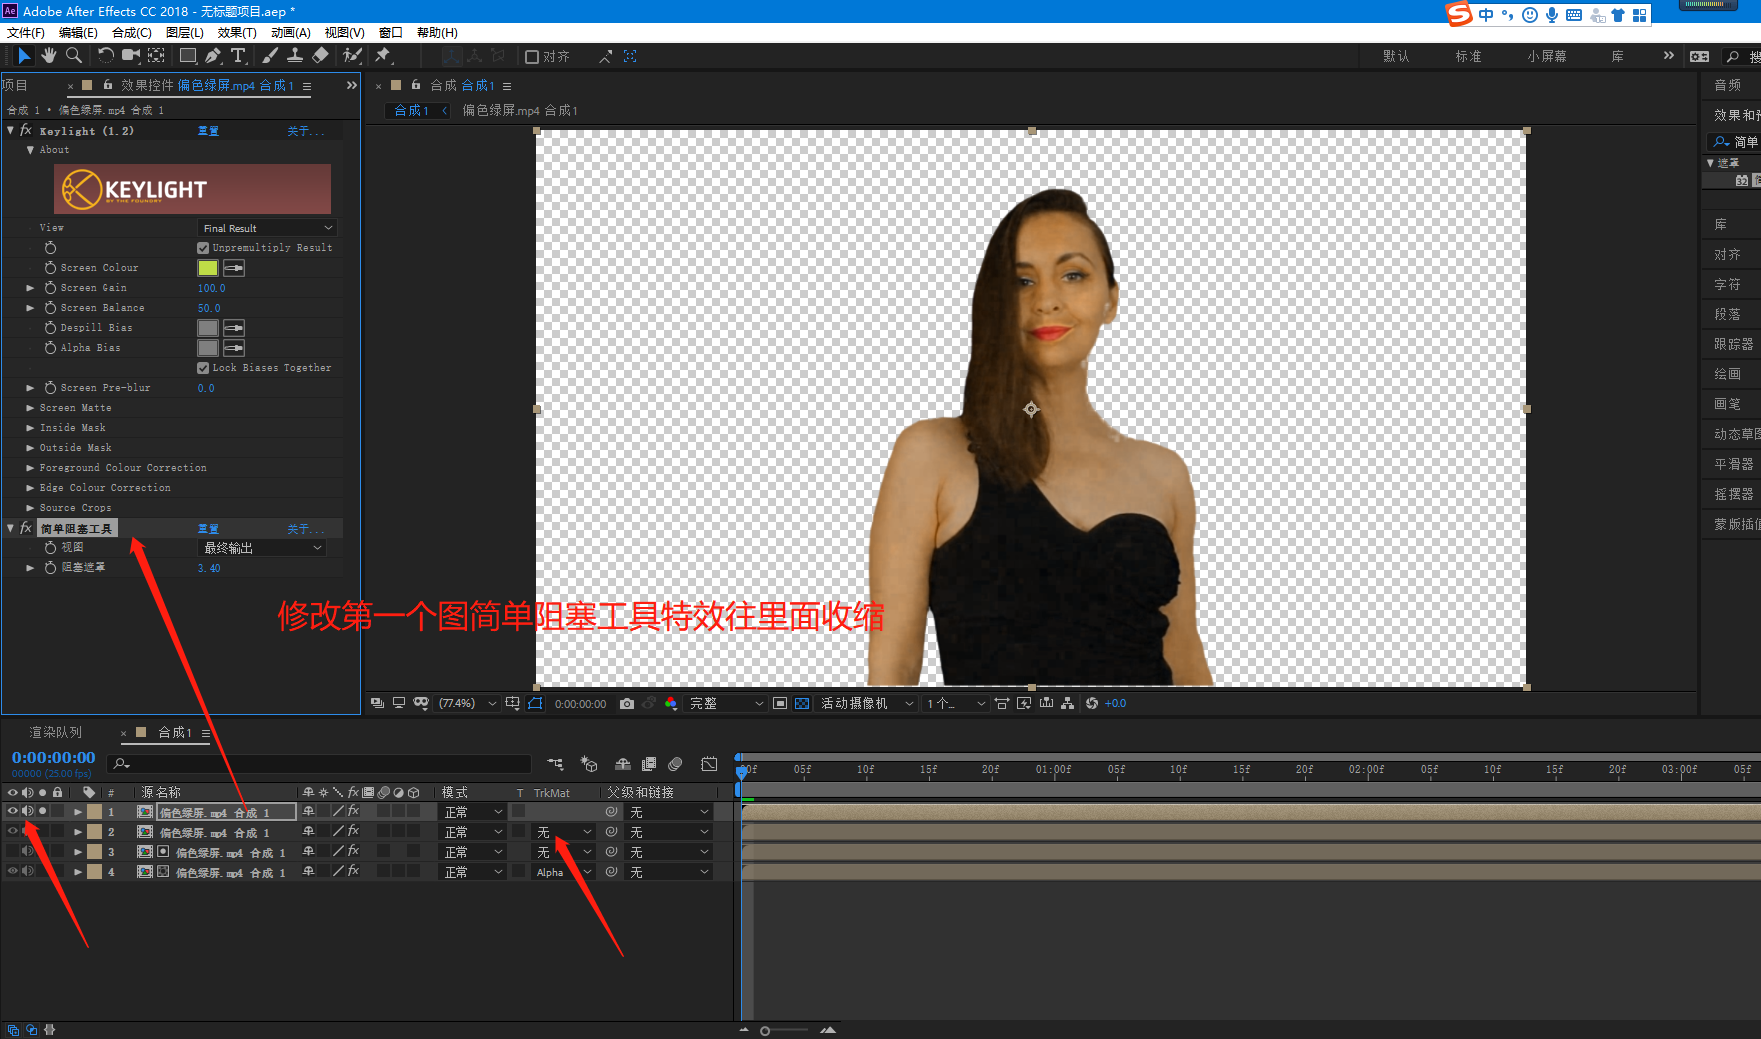 Ae Adobe After Effects CC 2018 - 无标题项目.aep *
中
文件(F) 编辑(E) 合成(C) 图层(L) 效果(T) 动画(A) 视图(V) 窗口 帮助(H)
对齐 默认 标准 小屏幕 库 搜
项目 效果控件 偏色绿屏.mp4 合成 1
合成 合成1
音频
合成 1 • 偏色绿屏.mp4 合成 1
合成1 偏色绿屏.mp4 合成1
效果和预
fx Keylight (1.2) 重置 关于...
简单
About
遮罩
KEYLIGHT
BY THE FOUNDRY
32
View Final Result
Unpremultiply Result
Screen Colour
Screen Gain 100.0
Screen Balance 50.0
Despill Bias
Alpha Bias
Lock Biases Together
Screen Pre-blur 0.0
Screen Matte
Inside Mask
Outside Mask
Foreground Colour Correction
Edge Colour Correction
Source Crops
fx 简单阻塞工具 重置 关于...
视图 最终输出
阻塞遮罩 3.40
库
对齐
字符
段落
跟踪器
绘画
画笔
动态草图
平滑器
摇摆器
蒙版插值
修改第一个图简单阻塞工具特效往里面收缩
(77.4%) 0:00:00:00 完整 活动摄像机 1个... +0.0
渲染队列 合成1
0:00:00:00
00000 (25.00 fps)
00f 05f 10f 15f 20f 01:00f 05f 10f 15f 20f 02:00f 05f 10f 15f 20f 03:00f 05f
# 源名称 fx 模式 T TrkMat 父级和链接
1 偏色绿屏.mp4 合成 1 fx 正常 无
2 偏色绿屏.mp4 合成 1 fx 正常 无 无
3 偏色绿屏.mp4 合成 1 fx 正常 无 无
4 偏色绿屏.mp4 合成 1 fx 正常 Alpha 无